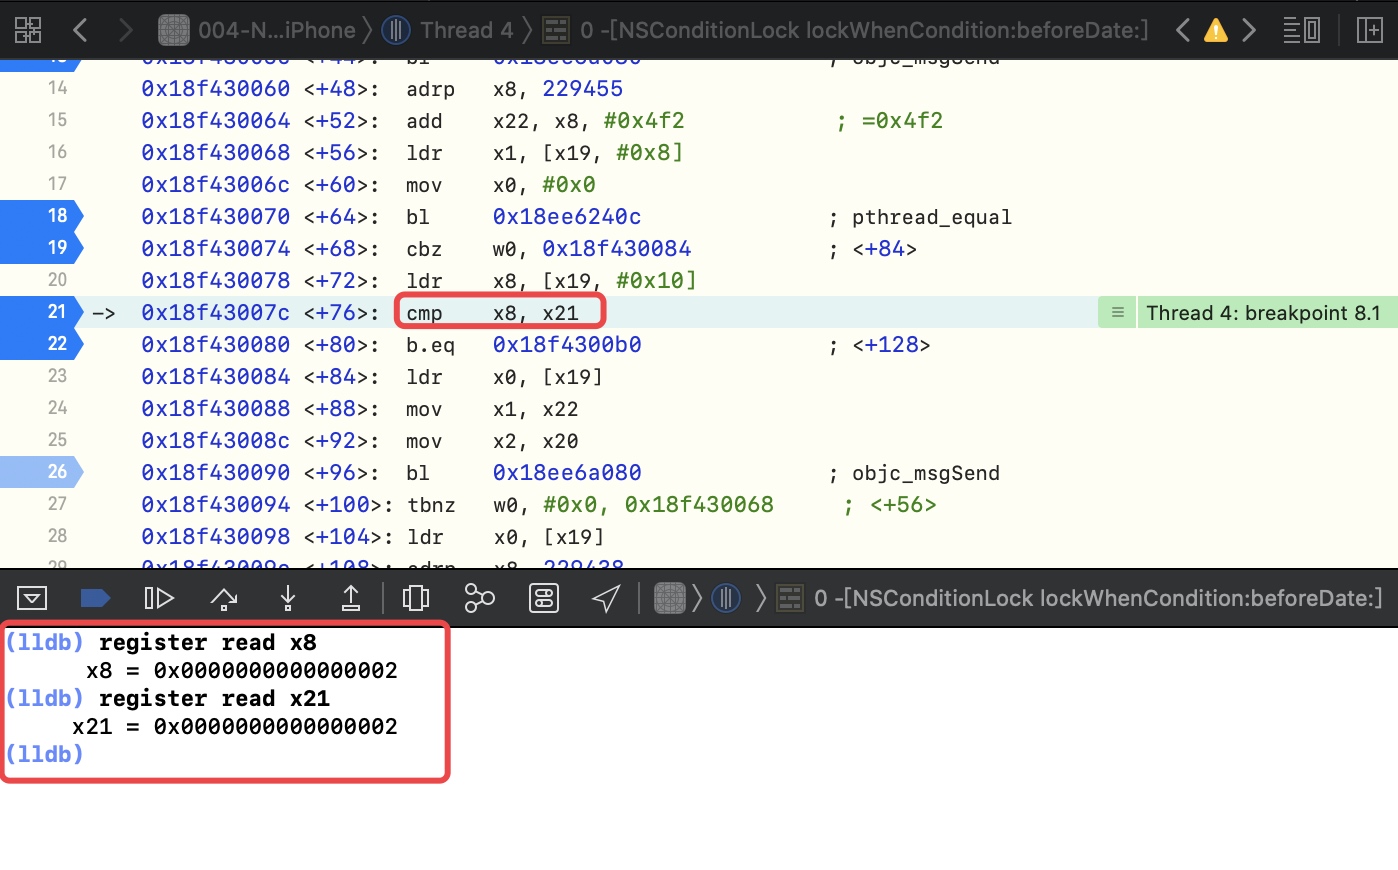 004-N...iPhone Thread 4 0 -[NSConditionLock lockWhenCondition:beforeDate:]
14 0x18f430060 <+48>: adrp x8, 229455
15 0x18f430064 <+52>: add x22, x8, #0x4f2 ; =0x4f2
16 0x18f430068 <+56>: ldr x1, [x19, #0x8]
17 0x18f43006c <+60>: mov x0, #0x0
18 0x18f430070 <+64>: bl 0x18ee6240c ; pthread_equal
19 0x18f430074 <+68>: cbz w0, 0x18f430084 ; <+84>
20 0x18f430078 <+72>: ldr x8, [x19, #0x10]
21 -> 0x18f43007c <+76>: cmp x8, x21 Thread 4: breakpoint 8.1
22 0x18f430080 <+80>: b.eq 0x18f4300b0 ; <+128>
23 0x18f430084 <+84>: ldr x0, [x19]
24 0x18f430088 <+88>: mov x1, x22
25 0x18f43008c <+92>: mov x2, x20
26 0x18f430090 <+96>: bl 0x18ee6a080 ; objc_msgSend
27 0x18f430094 <+100>: tbnz w0, #0x0, 0x18f430068 ; <+56>
28 0x18f430098 <+104>: ldr x0, [x19]
0 -[NSConditionLock lockWhenCondition:beforeDate:]
(lldb) register read x8
x8 = 0x0000000000000002
(lldb) register read x21
x21 = 0x0000000000000002
(lldb)